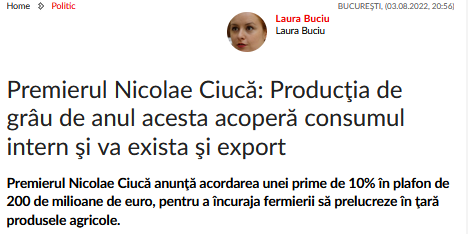 Home > Politic
BUCUREŞTI, (03.08.2022, 20:56)
Laura Buciu
Laura Buciu
Premierul Nicolae Ciucă: Producţia de
grâu de anul acesta acoperă consumul
intern şi va exista şi export
Premierul Nicolae Ciucă anunţă acordarea unei prime de 10% în plafon de
200 de milioane de euro, pentru a încuraja fermierii să prelucreze în ţară
produsele agricole.